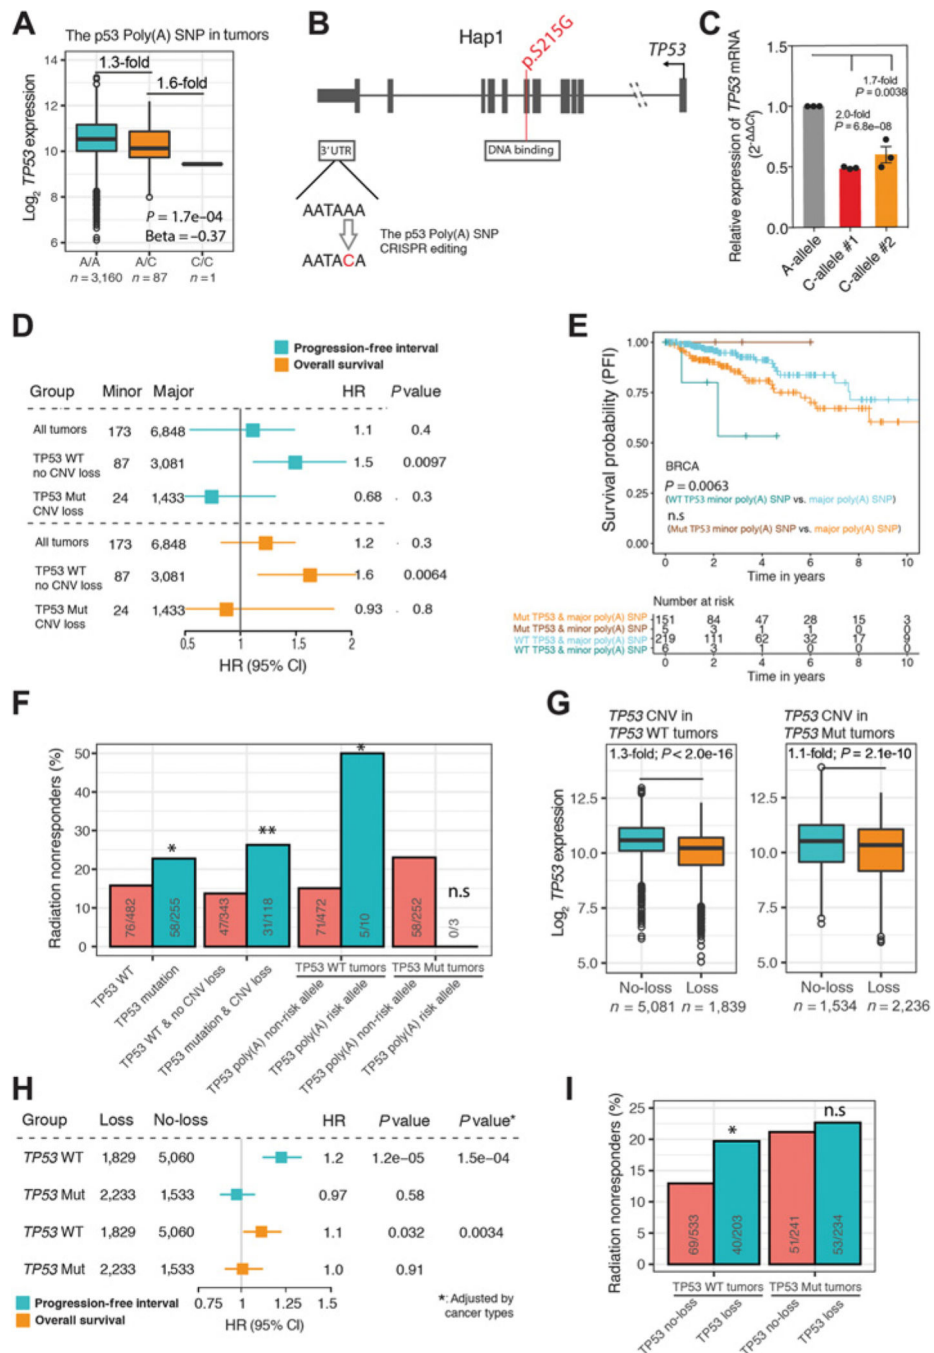 A
The p53 Poly(A) SNP in tumors
14
12
10
8
6
Log2 TP53 expression
1.3-fold
1.6-fold
P = 1.7e–04
Beta = –0.37
A/A A/C C/C
n = 3,160 n = 87 n = 1
B
Hap1
p.S215G
TP53
3'UTR
DNA binding
AATAAA
The p53 Poly(A) SNP
CRISPR editing
AATACA
C
Relative expression of TP53 mRNA
(2-ΔΔCt)
1.5
1.0
0.5
0.0
1.7-fold
P = 0.0038
2.0-fold
P = 6.8e–08
A-allele
C-allele #1
C-allele #2
D
Progression-free interval
Overall survival
Group Minor Major HR P value
All tumors 173 6,848 1.1 0.4
TP53 WT
no CNV loss 87 3,081 1.5 0.0097
TP53 Mut
CNV loss 24 1,433 0.68 0.3
All tumors 173 6,848 1.2 0.3
TP53 WT
no CNV loss 87 3,081 1.6 0.0064
TP53 Mut
CNV loss 24 1,433 0.93 0.8
0.5 1 1.5 2
HR (95% CI)
E
Survival probability (PFI)
1.00
0.75
0.50
0.25
0.00
BRCA
P = 0.0063
(WT TP53 minor poly(A) SNP vs. major poly(A) SNP)
n.s
(Mut TP53 minor poly(A) SNP vs. major poly(A) SNP)
0 2 4 6 8 10
Time in years
Number at risk
Mut TP53 & major poly(A) SNP 151 84 47 28 15 3
Mut TP53 & minor poly(A) SNP 5 3 1 1 0 0
WT TP53 & major poly(A) SNP 219 111 62 32 17 9
WT TP53 & minor poly(A) SNP 6 3 1 0 0 0
0 2 4 6 8 10
Time in years
F
Radiation nonresponders (%)
50
40
30
20
10
0
* ** * n.s
76/482 58/255 47/343 31/118 71/472 5/10 58/252 0/3
TP53 WT tumors TP53 Mut tumors
TP53 WT
TP53 mutation
TP53 WT & no CNV loss
TP53 mutation & CNV loss
TP53 poly(A) non-risk allele
TP53 poly(A) risk allele
TP53 poly(A) non-risk allele
TP53 poly(A) risk allele
G
TP53 CNV in
TP53 WT tumors
1.3-fold; P < 2.0e-16
Log2 TP53 expression
12.5
10.0
7.5
5.0
No-loss Loss
n = 5,081 n = 1,839
TP53 CNV in
TP53 Mut tumors
1.1-fold; P = 2.1e-10
12.5
10.0
7.5
5.0
No-loss Loss
n = 1,534 n = 2,236
H
Group Loss No-loss HR P value P value*
TP53 WT 1,829 5,060 1.2 1.2e–05 1.5e–04
TP53 Mut 2,233 1,533 0.97 0.58
TP53 WT 1,829 5,060 1.1 0.032 0.0034
TP53 Mut 2,233 1,533 1.0 0.91
0.75 1 1.25 1.5
HR (95% CI)
Progression-free interval
Overall survival
*: Adjusted by
cancer types
I
Radiation nonresponders (%)
25
20
15
10
5
0
* n.s
69/533 40/203 51/241 53/234
TP53 WT tumors TP53 Mut tumors
TP53 no-loss
TP53 loss
TP53 no-loss
TP53 loss